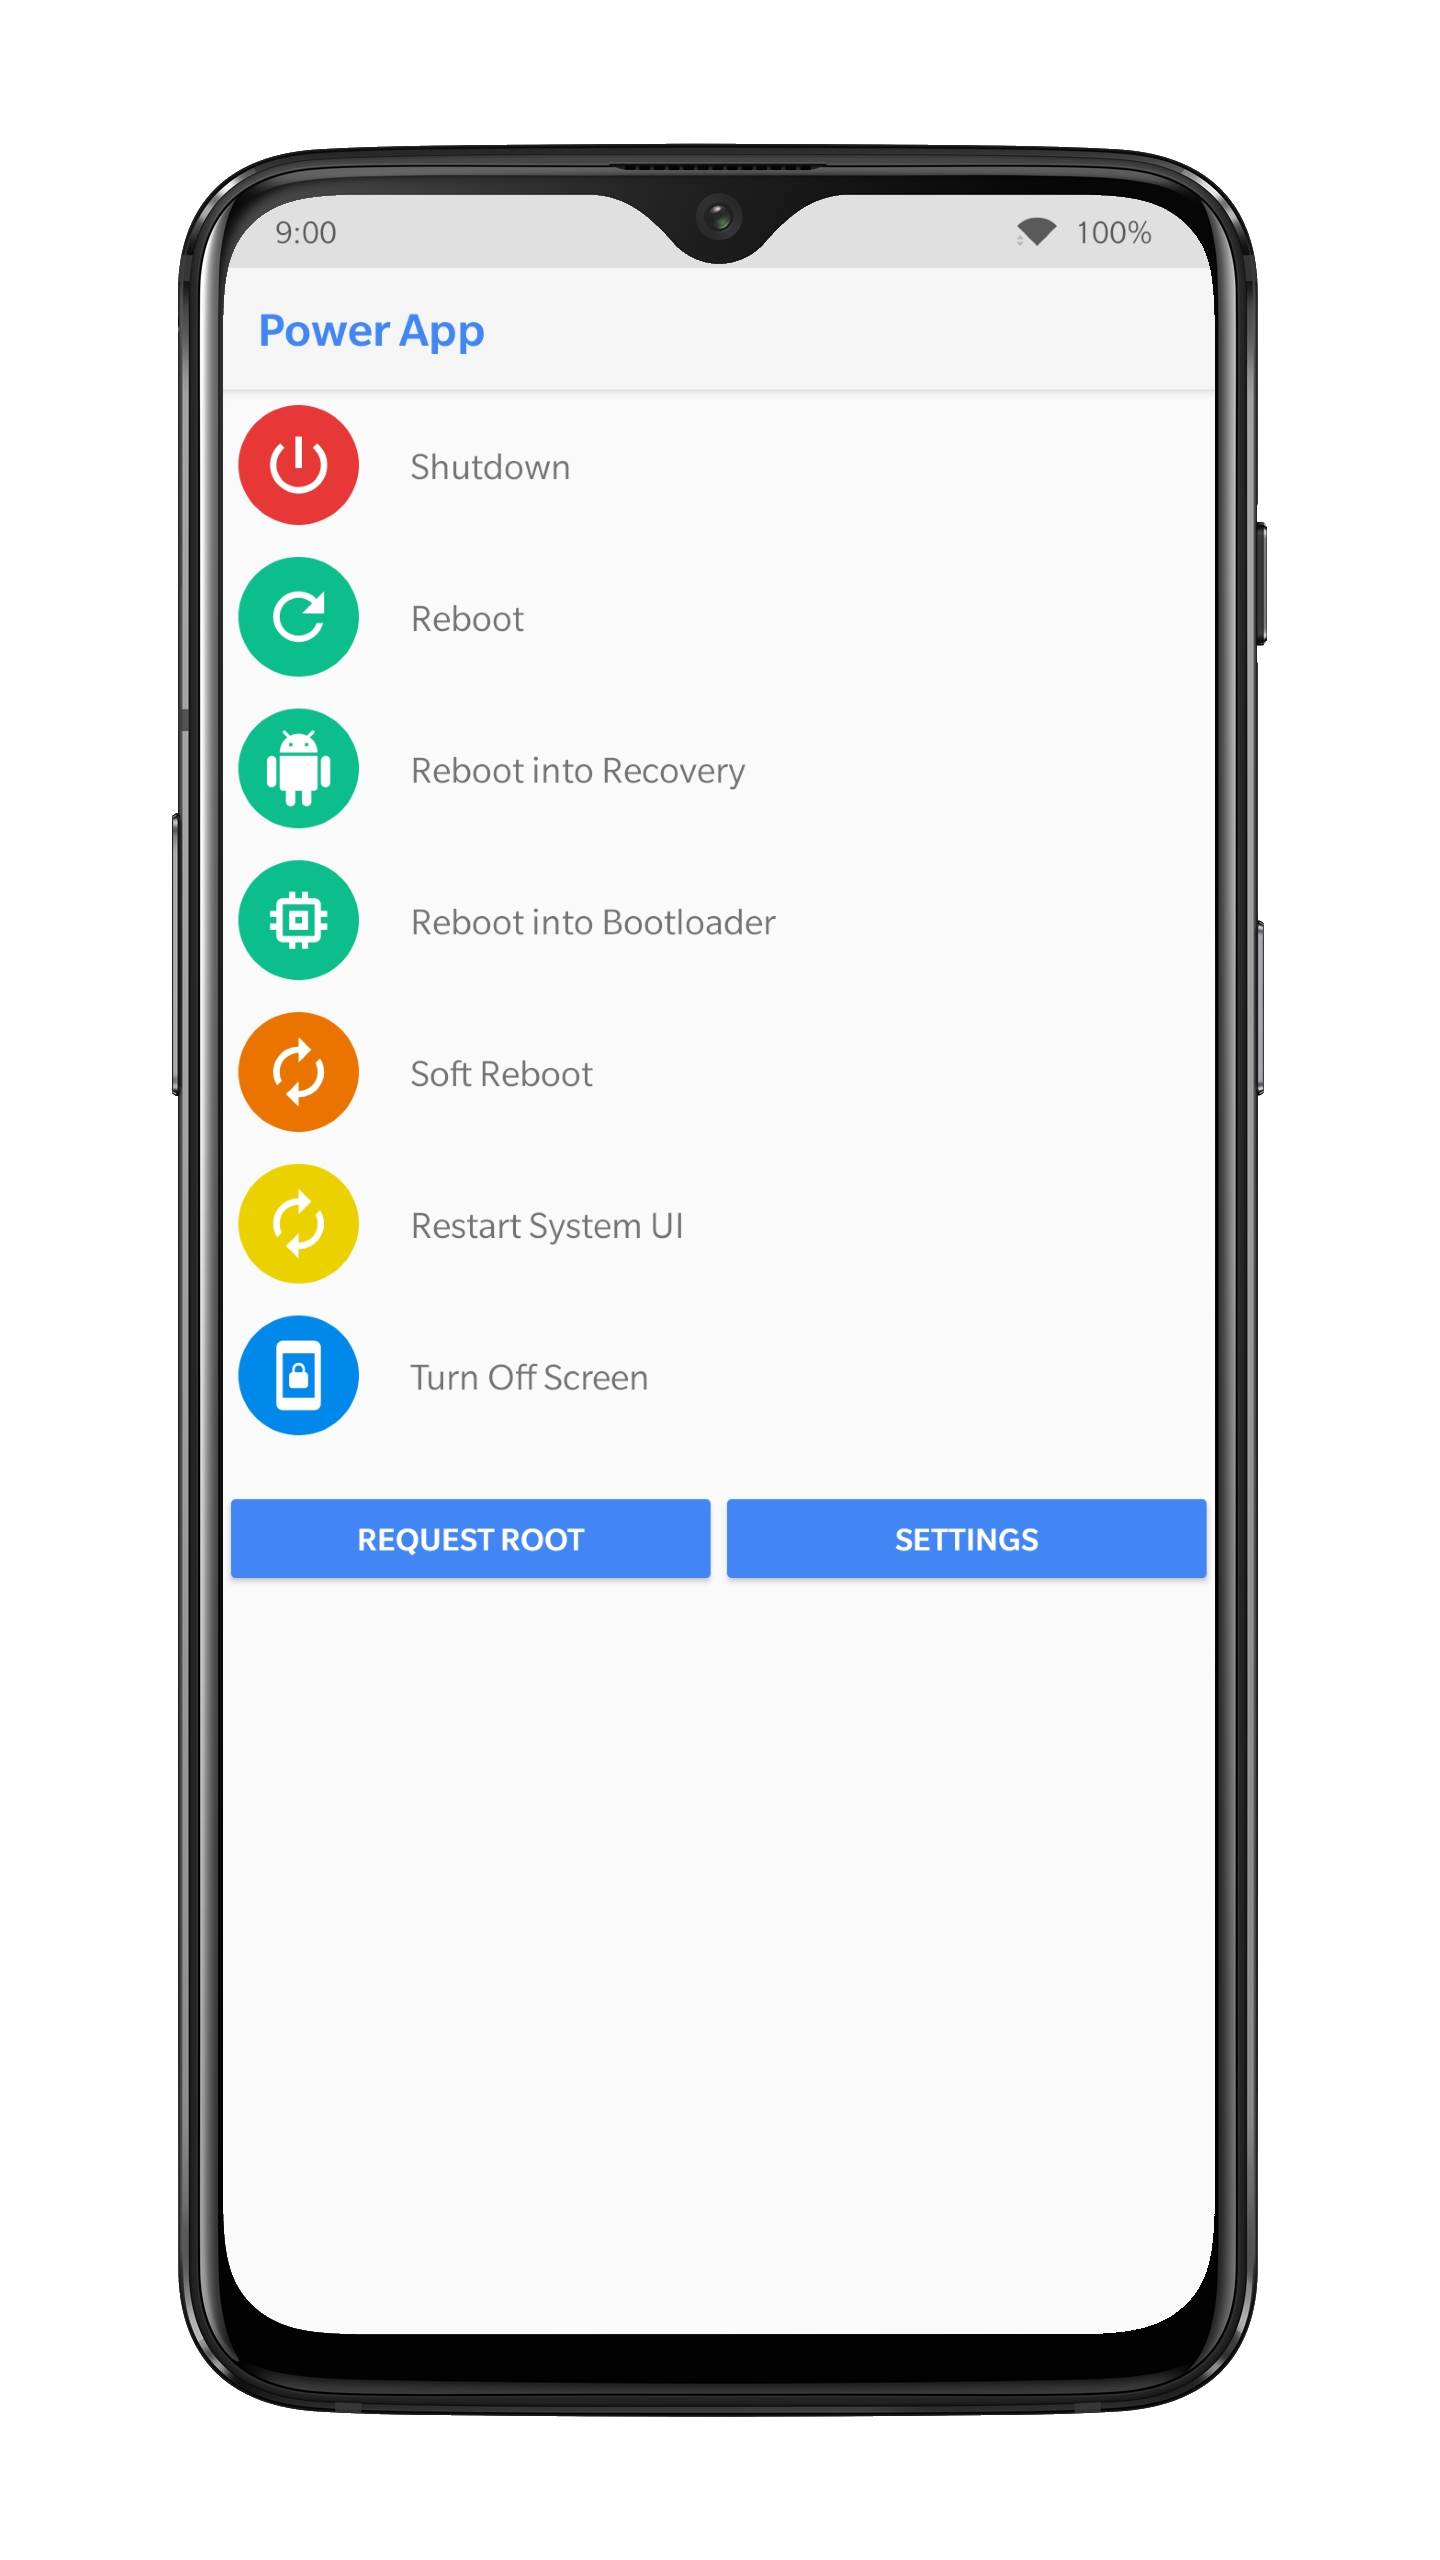 9:00 100%
Power App
Shutdown
Reboot
Reboot into Recovery
Reboot into Bootloader
Soft Reboot
Restart System UI
Turn Off Screen
REQUEST ROOT SETTINGS